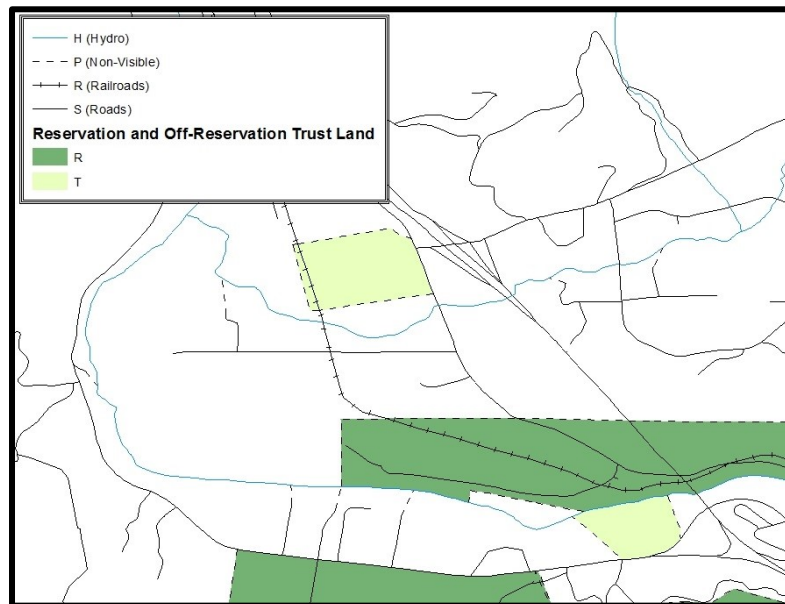 H (Hydro)
P (Non-Visible)
R (Railroads)
S (Roads)
Reservation and Off-Reservation Trust Land
R
T